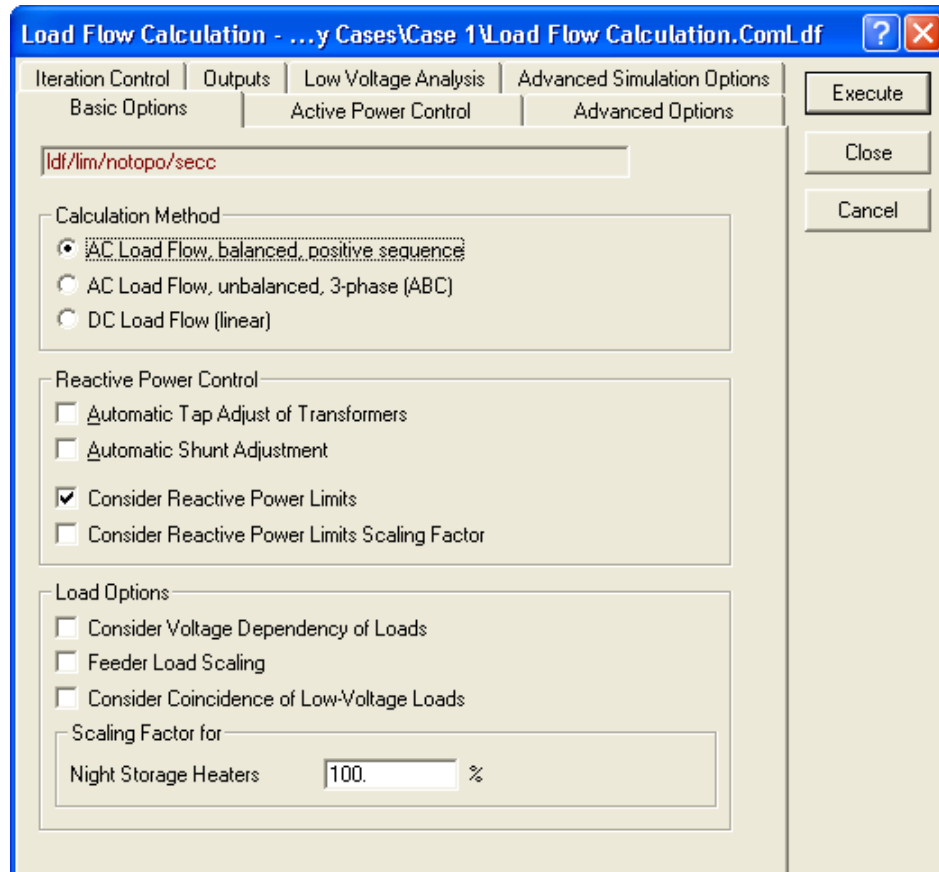 Load Flow Calculation - ...y Cases\Case 1\Load Flow Calculation.ComLdf
?
Iteration Control Outputs Low Voltage Analysis Advanced Simulation Options
Basic Options Active Power Control Advanced Options
Execute
Close
Cancel
ldf/lim/notopo/secc
Calculation Method
AC Load Flow, balanced, positive sequence
AC Load Flow, unbalanced, 3-phase (ABC)
DC Load Flow (linear)
Reactive Power Control
Automatic Tap Adjust of Transformers
Automatic Shunt Adjustment
Consider Reactive Power Limits
Consider Reactive Power Limits Scaling Factor
Load Options
Consider Voltage Dependency of Loads
Feeder Load Scaling
Consider Coincidence of Low-Voltage Loads
Scaling Factor for
Night Storage Heaters 100. %